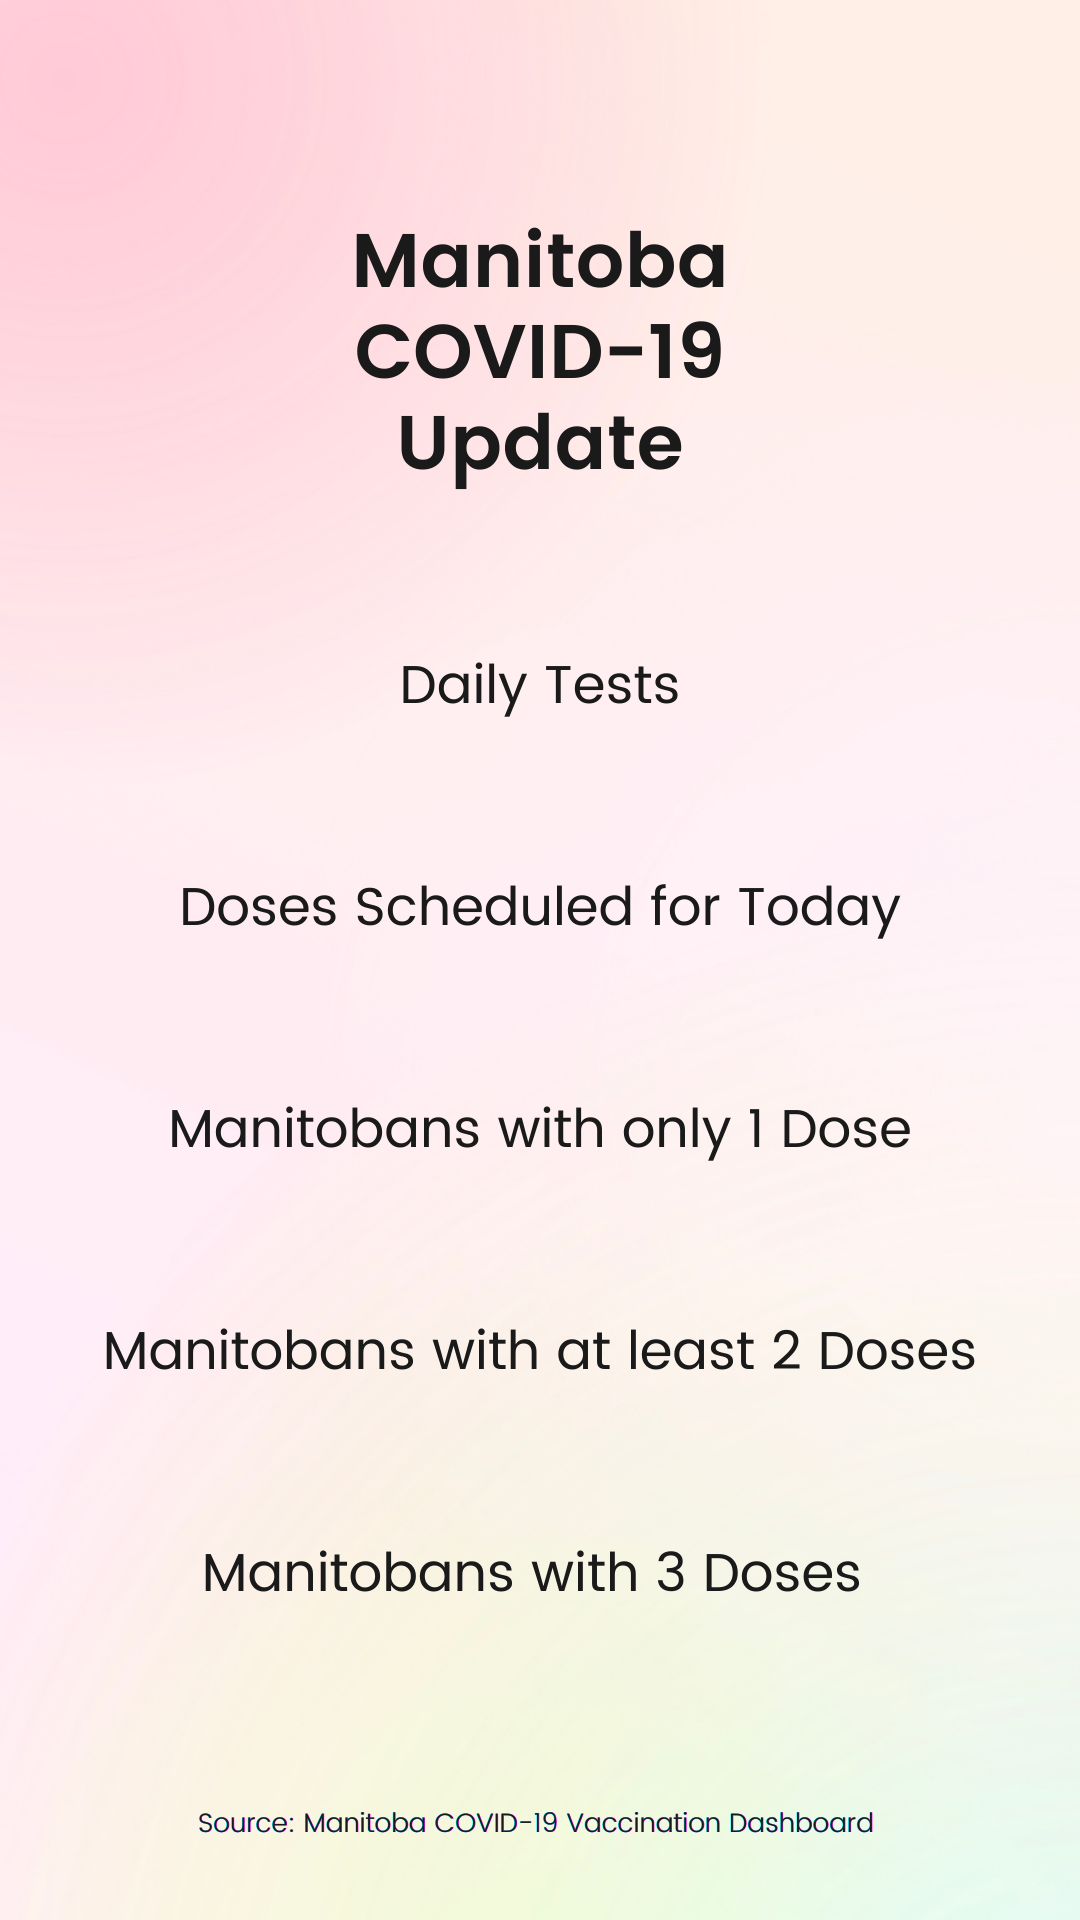 Manitoba
COVID-19
Update
Daily Tests
Doses Scheduled for Today
Manitobans with only 1 Dose
Manitobans with at least 2 Doses
Manitobans with 3 Doses
Source: Manitoba COVID-19 Vaccination Dashboard